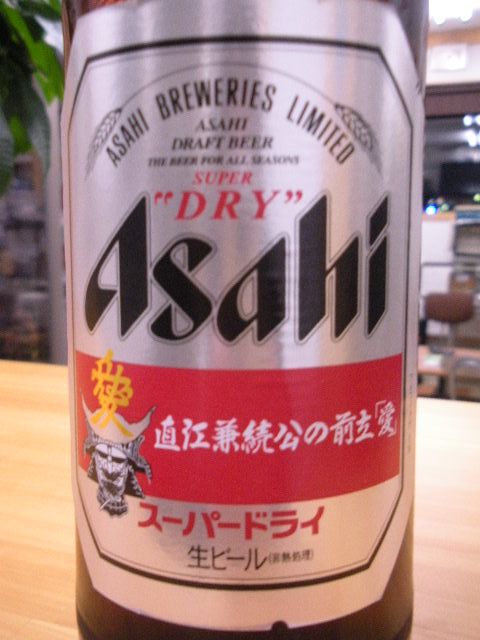 ASAHI BREWERIES LIMITED
ASAHI
DRAFT BEER
THE BEER FOR ALL SEASONS
SUPER
"DRY"
Asahi
愛
直江兼続公の前立「愛」
スーパードライ
生ビール(非熱処理)